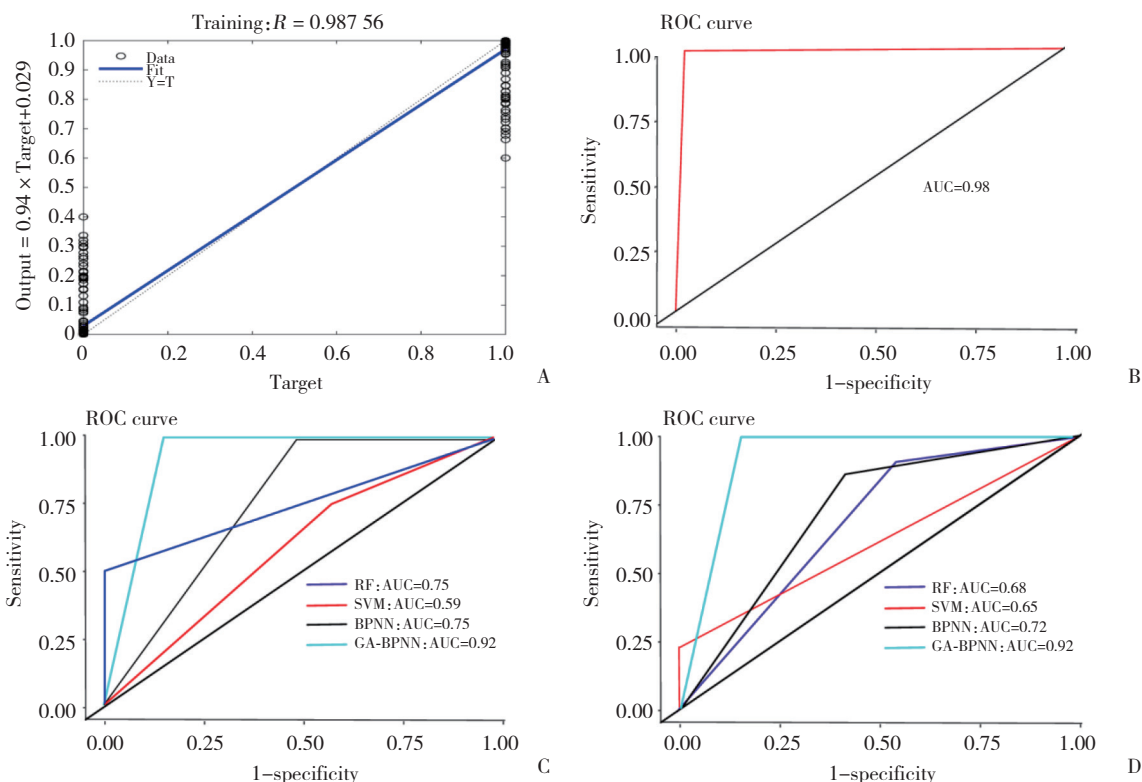 Training:R = 0.987 56
Output = 0.94 × Target+0.029
1.0
0.9
0.8
0.7
0.6
0.5
0.4
0.3
0.2
0.1
0
Data
Fit
Y=T
0 0.2 0.4 0.6 0.8 1.0
Target
A
ROC curve
Sensitivity
1.00
0.75
0.50
0.25
0.00
AUC=0.98
0.00 0.25 0.50 0.75 1.00
1-specificity
B
ROC curve
Sensitivity
1.00
0.75
0.50
0.25
0.00
RF:AUC=0.75
SVM:AUC=0.59
BPNN:AUC=0.75
GA-BPNN:AUC=0.92
0.00 0.25 0.50 0.75 1.00
1-specificity
C
ROC curve
Sensitivity
1.00
0.75
0.50
0.25
0.00
RF:AUC=0.68
SVM:AUC=0.65
BPNN:AUC=0.72
GA-BPNN:AUC=0.92
0.00 0.25 0.50 0.75 1.00
1-specificity
D